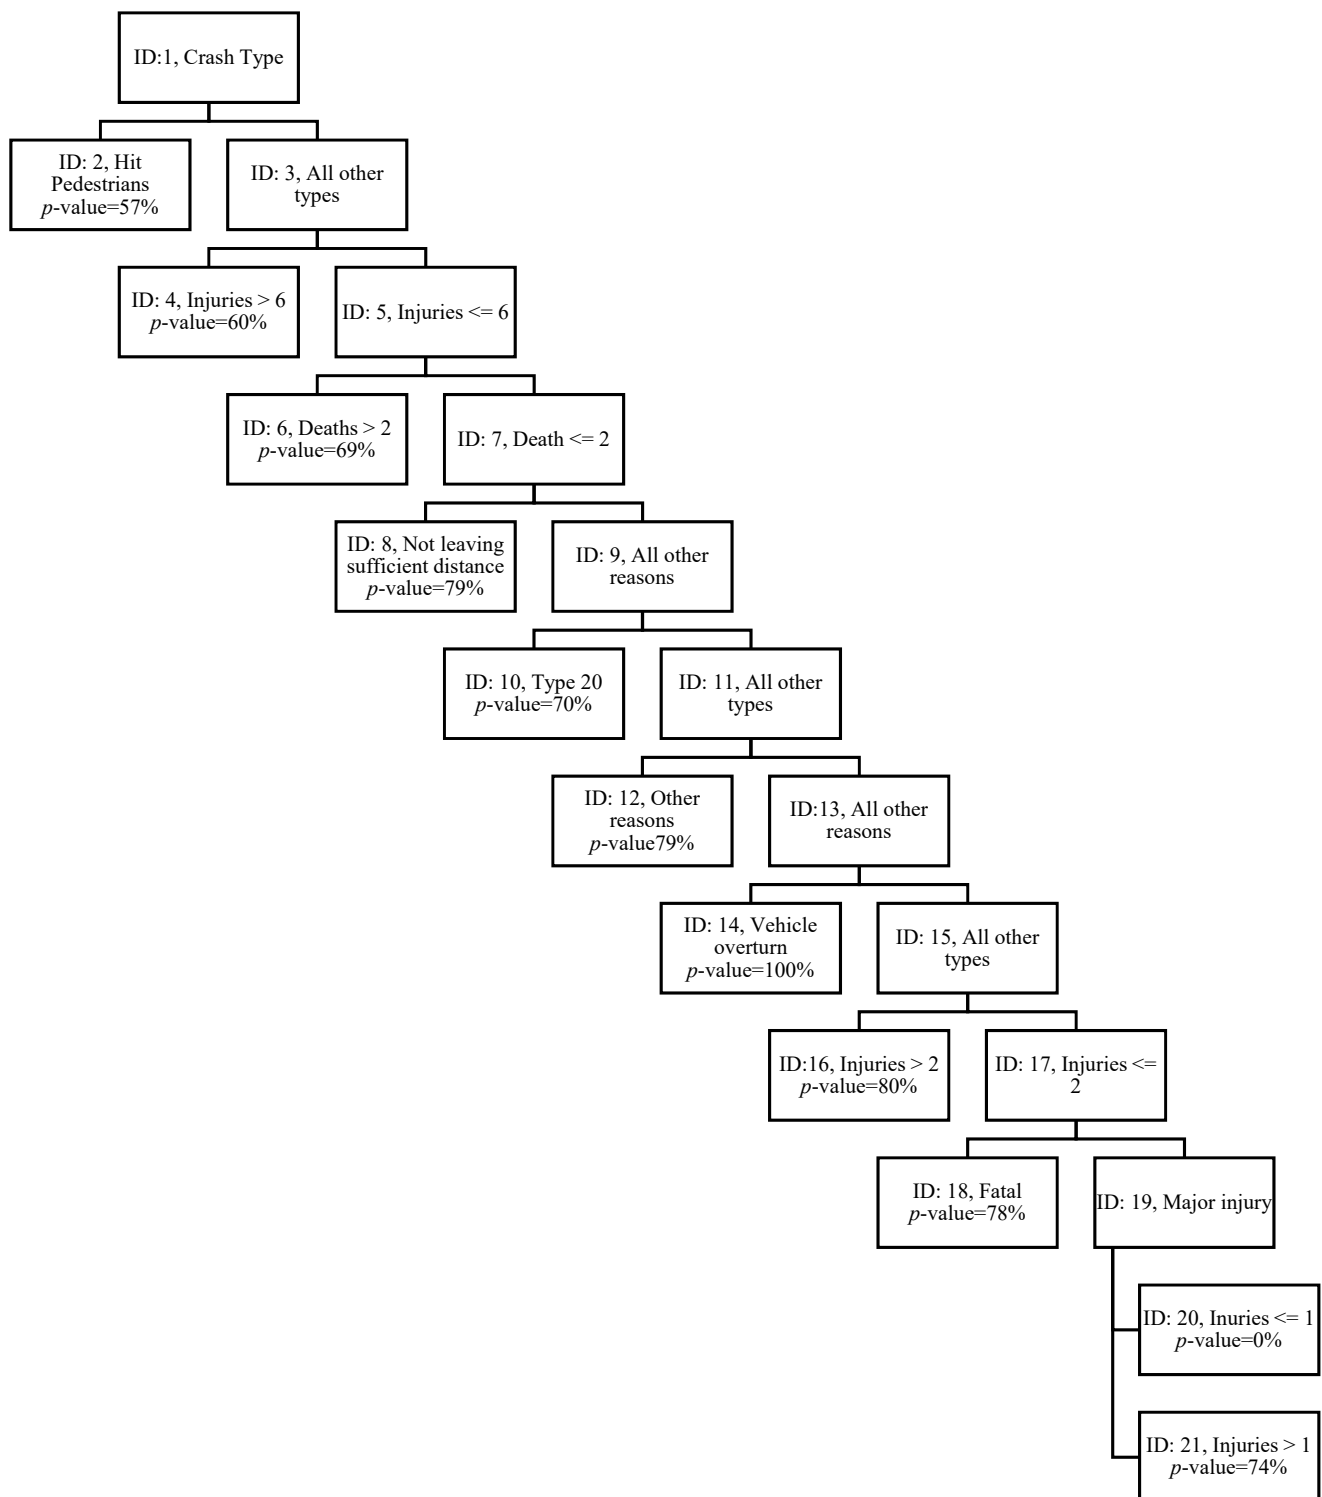 ID:1, Crash Type
ID: 2, Hit
Pedestrians
p-value=57%
ID: 3, All other
types
ID: 4, Injuries > 6
p-value=60%
ID: 5, Injuries <= 6
ID: 6, Deaths > 2
p-value=69%
ID: 7, Death <= 2
ID: 8, Not leaving
sufficient distance
p-value=79%
ID: 9, All other
reasons
ID: 10, Type 20
p-value=70%
ID: 11, All other
types
ID: 12, Other
reasons
p-value79%
ID:13, All other
reasons
ID: 14, Vehicle
overturn
p-value=100%
ID: 15, All other
types
ID:16, Injuries > 2
p-value=80%
ID: 17, Injuries <=
2
ID: 18, Fatal
p-value=78%
ID: 19, Major injury
ID: 20, Inuries <= 1
p-value=0%
ID: 21, Injuries > 1
p-value=74%